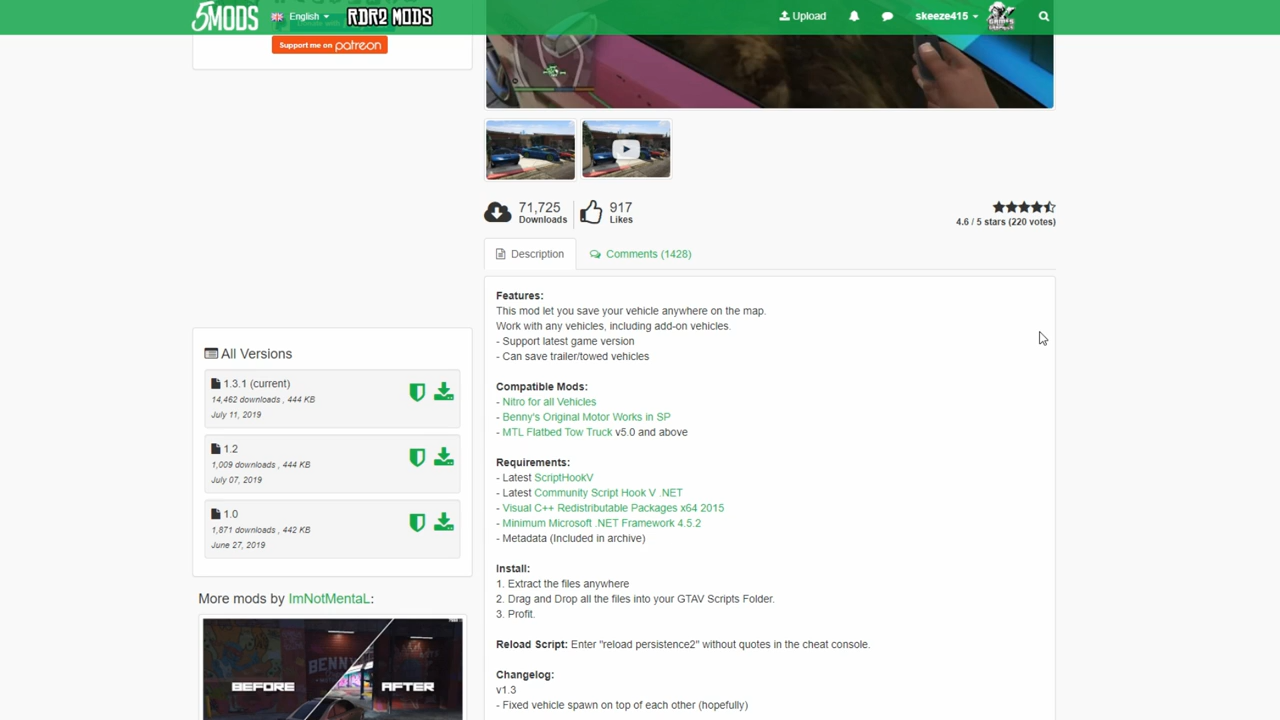 5MODS
English
RDR2 MODS
Upload
skeeze415
Support me on patreon
71,725
Downloads
917
Likes
4.6 / 5 stars (220 votes)
Description
Comments (1428)
Features:
This mod let you save your vehicle anywhere on the map.
Work with any vehicles, including add-on vehicles.
- Support latest game version
- Can save trailer/towed vehicles
Compatible Mods:
- Nitro for all Vehicles
- Benny's Original Motor Works in SP
- MTL Flatbed Tow Truck v5.0 and above
Requirements:
- Latest ScriptHookV
- Latest Community Script Hook V .NET
- Visual C++ Redistributable Packages x64 2015
- Minimum Microsoft .NET Framework 4.5.2
- Metadata (Included in archive)
Install:
1. Extract the files anywhere
2. Drag and Drop all the files into your GTAV Scripts Folder.
3. Profit.
Reload Script: Enter "reload persistence2" without quotes in the cheat console.
Changelog:
v1.3
- Fixed vehicle spawn on top of each other (hopefully)
All Versions
1.3.1 (current)
14,462 downloads , 444 KB
July 11, 2019
1.2
1,009 downloads , 444 KB
July 07, 2019
1.0
1,871 downloads , 442 KB
June 27, 2019
More mods by ImNotMentaL:
BEFORE
AFTER